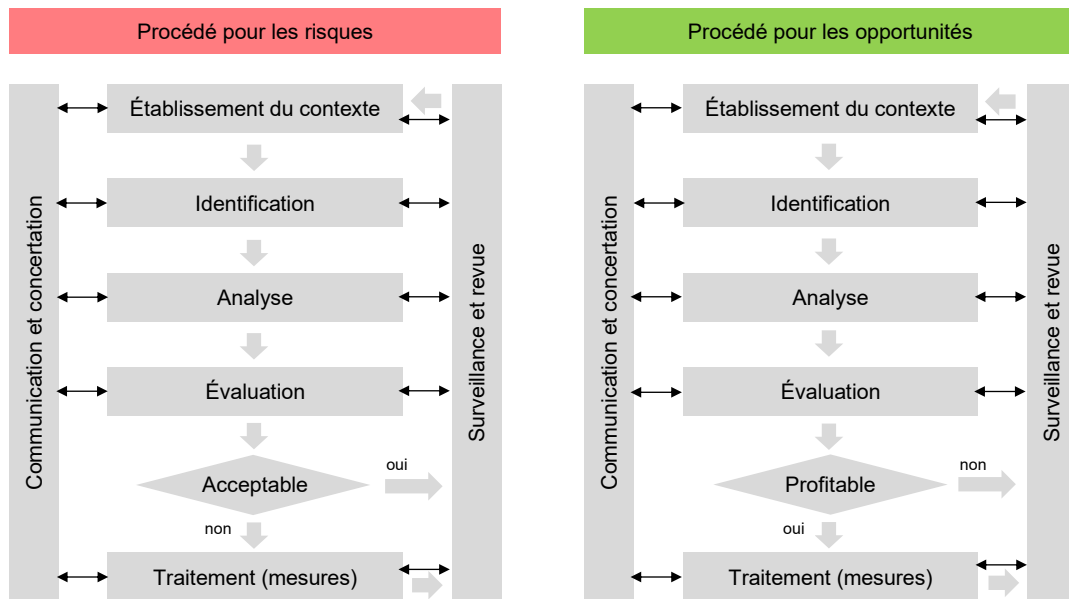 Procédé pour les risques
Communication et concertation
Établissement du contexte
Identification
Analyse
Évaluation
Acceptable
oui
non
Traitement (mesures)
Surveillance et revue
Procédé pour les opportunités
Communication et concertation
Établissement du contexte
Identification
Analyse
Évaluation
Profitable
non
oui
Traitement (mesures)
Surveillance et revue